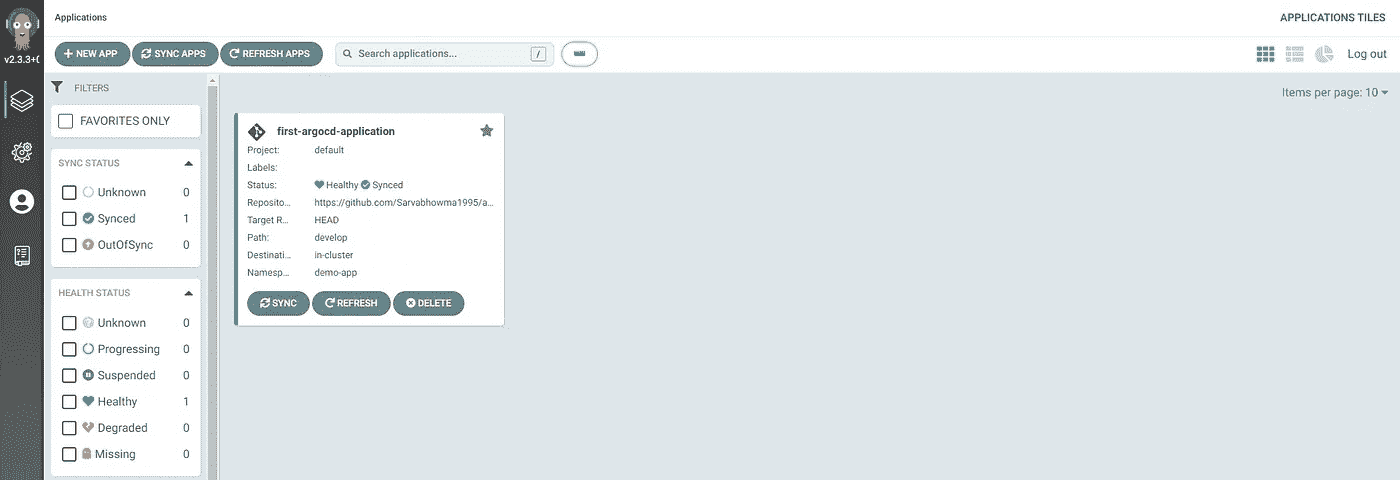 Applications
APPLICATIONS TILES
v2.3.3+
NEW APP
SYNC APPS
REFRESH APPS
Search applications...
/
Log out
FILTERS
Items per page: 10
FAVORITES ONLY
SYNC STATUS
Unknown 0
Synced 1
OutOfSync 0
HEALTH STATUS
Unknown 0
Progressing 0
Suspended 0
Healthy 1
Degraded 0
Missing 0
first-argocd-application
Project: default
Labels:
Status: Healthy Synced
Reposito... https://github.com/Sarvabhowma1995/a...
Target R... HEAD
Path: develop
Destinati... in-cluster
Namesp... demo-app
SYNC
REFRESH
DELETE